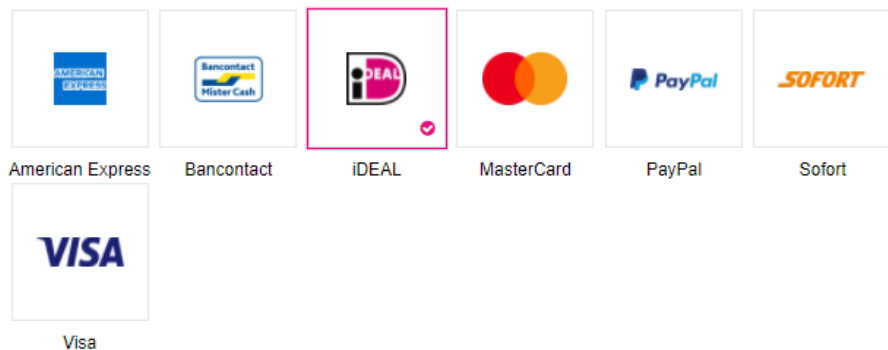 AMERICAN
EXPRESS
Bancontact
Mister Cash
iDEAL
PayPal
SOFORT
American Express
Bancontact
iDEAL
MasterCard
PayPal
Sofort
VISA
Visa